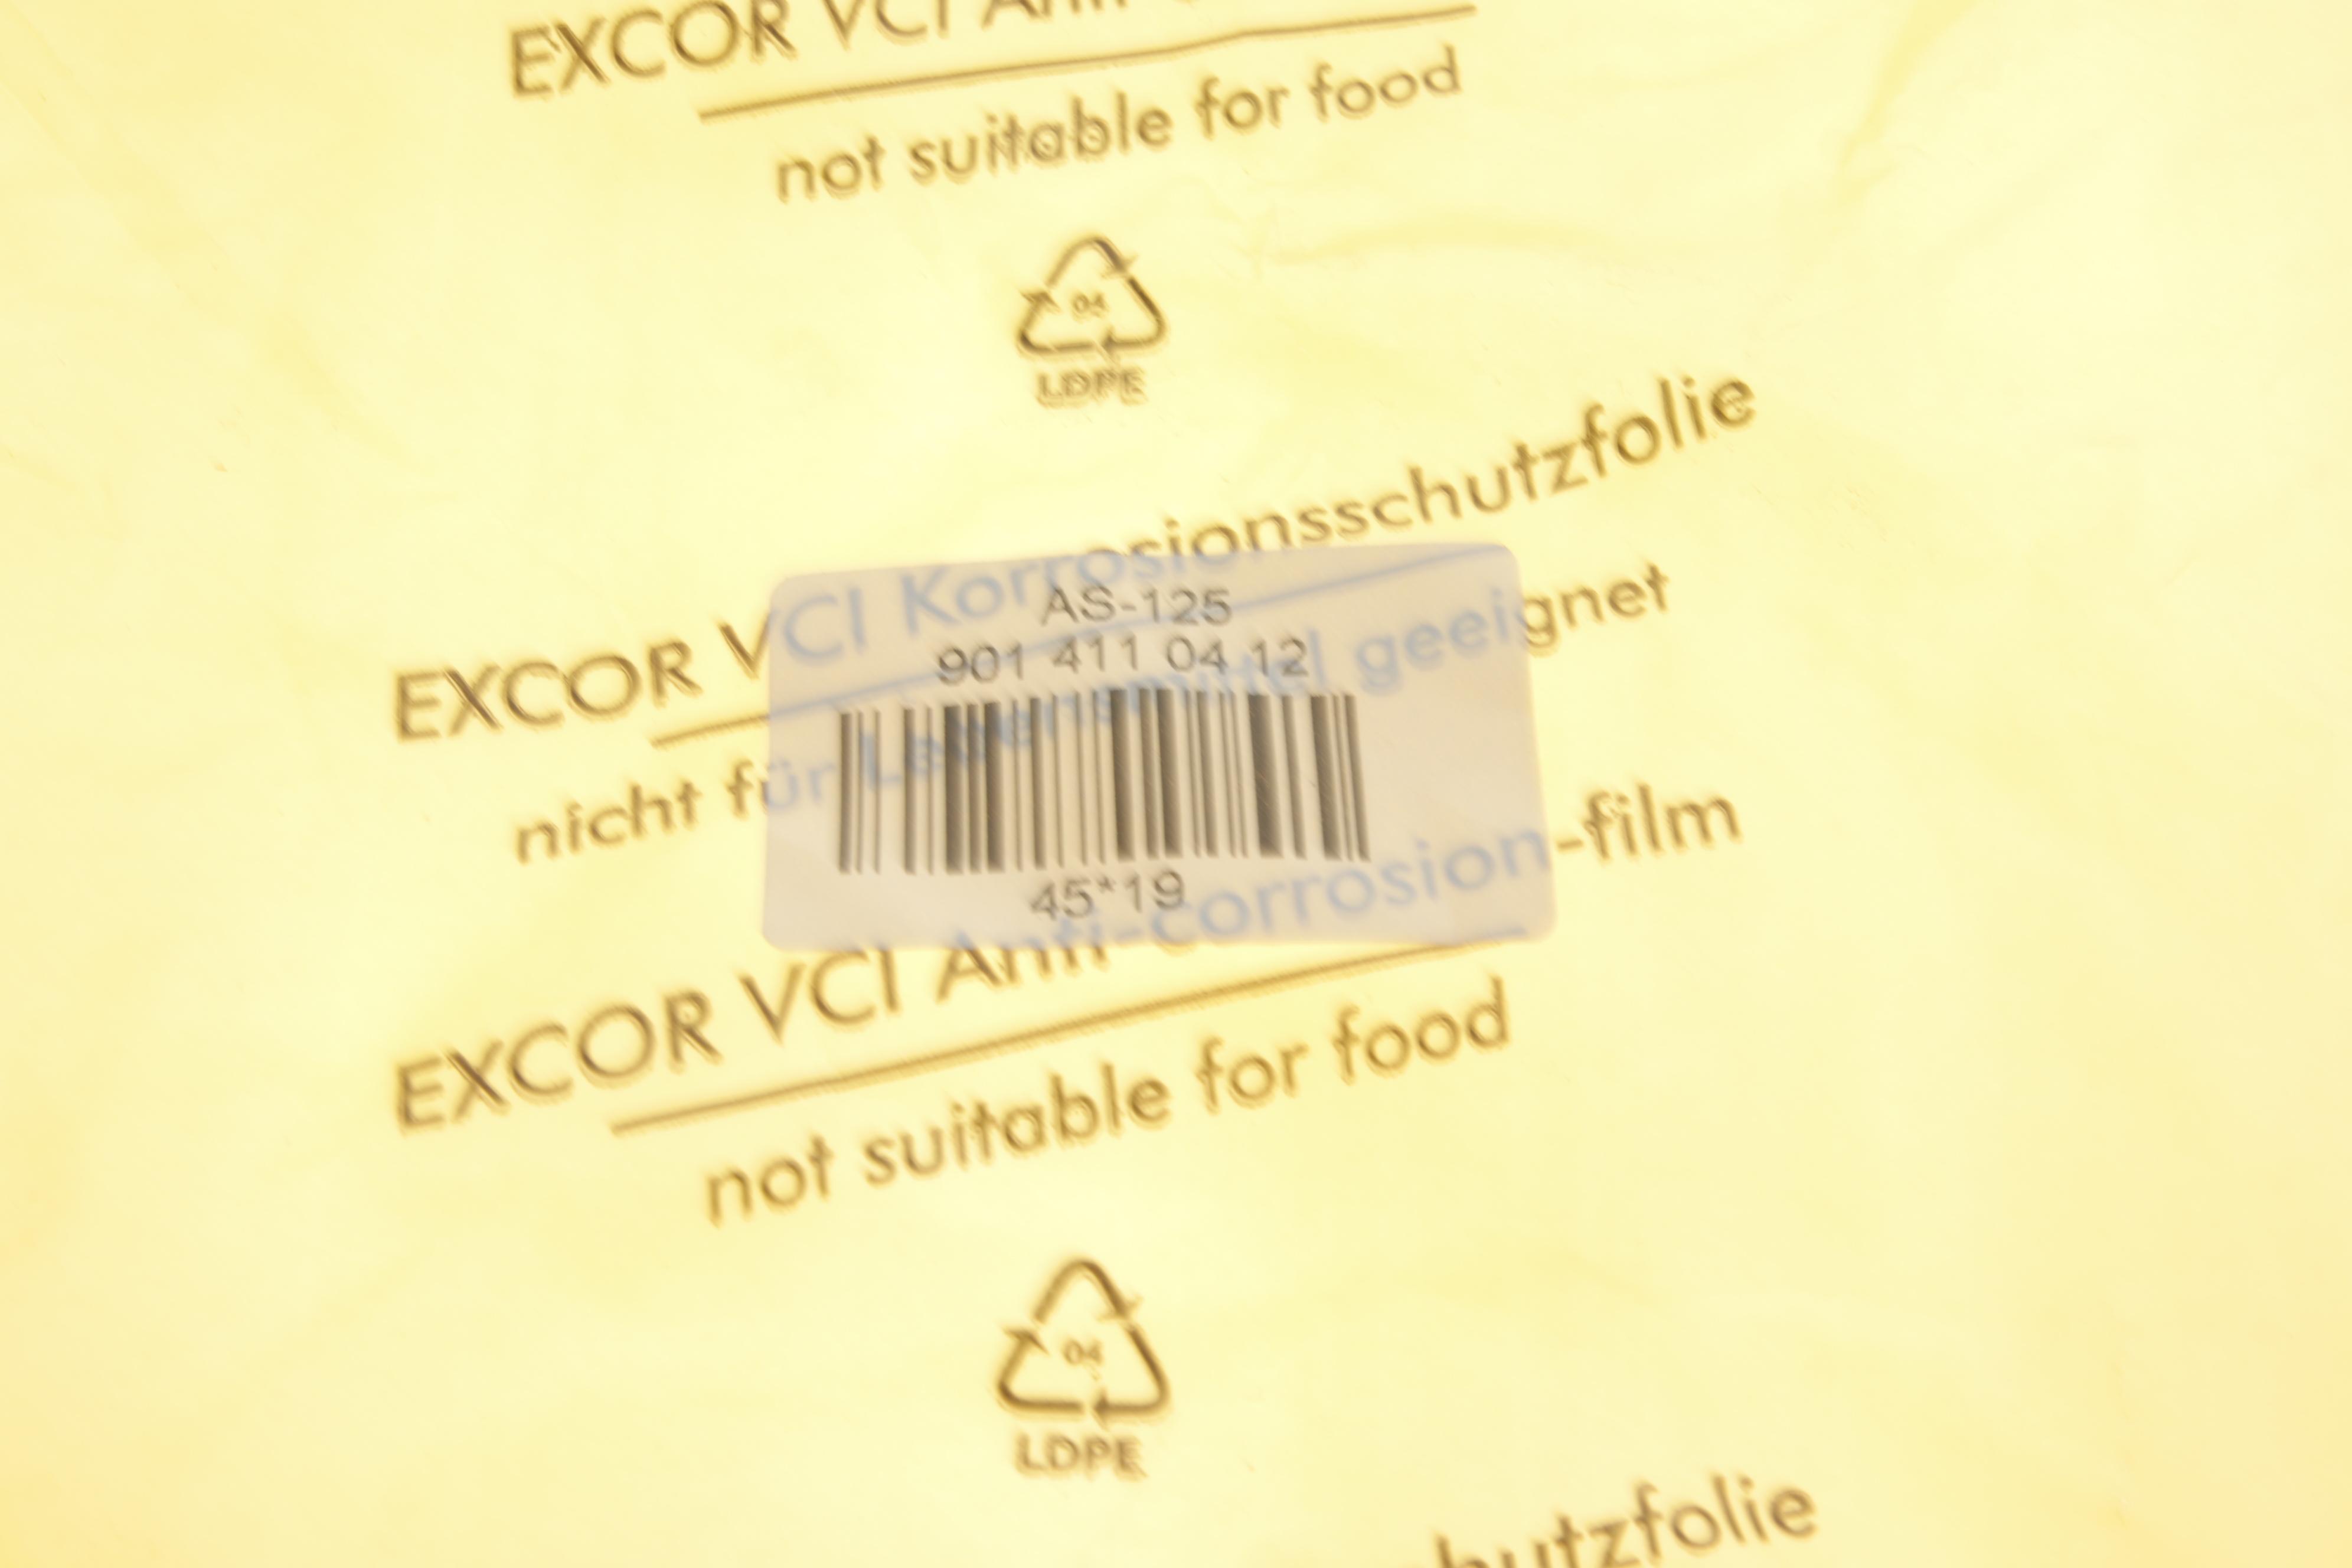 EXCOR VCI Anti-
not suitable for food
04
LDPE
EXCOR VCI Korrosionsschutzfolie
nicht für Lebensmittel geeignet
AS-125
901 411 04 12
45*19
EXCOR VCI Anti-corrosion-film
not suitable for food
04
LDPE
hutzfolie